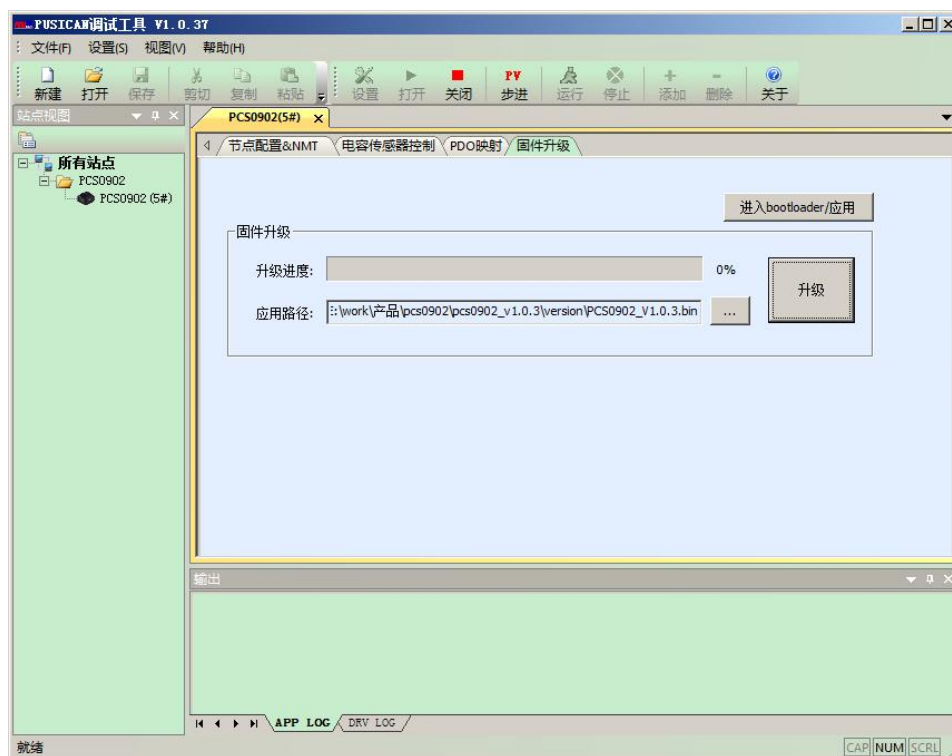 PUSICAN调试工具 V1.0.37
文件(F) 设置(S) 视图(V) 帮助(H)
新建 打开 保存 剪切 复制 粘贴 设置 打开 关闭 PV 步进 运行 停止 添加 删除 关于
站点视图
PCS0902(5#)
节点配置&NMT 电容传感器控制 PDO映射 固件升级
所有站点
PCS0902
PCS0902 (5#)
进入bootloader/应用
固件升级
升级进度: 0%
升级
应用路径: :\work\产品\pcs0902\pcs0902_v1.0.3\version\PCS0902_V1.0.3.bin ...
输出
APP LOG DRV LOG
就绪 CAP NUM SCRL